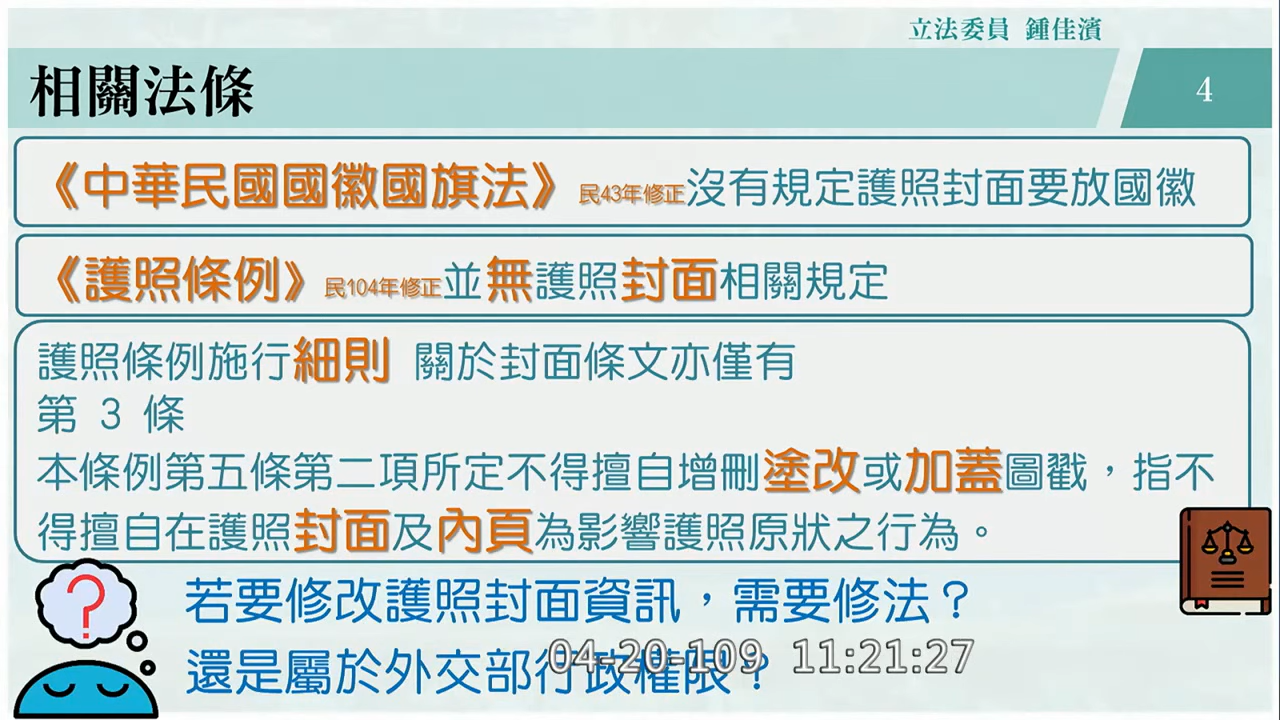 立法委員 鍾佳濱
相關法條
4
《中華民國國徽國旗法》民43年修正沒有規定護照封面要放國徽
《護照條例》民104年修正並無護照封面相關規定
護照條例施行細則 關於封面條文亦僅有
第 3 條
本條例第五條第二項所定不得擅自增刪塗改或加蓋圖戳，指不
得擅自在護照封面及內頁為影響護照原狀之行為。
?
若要修改護照封面資訊，需要修法？
還是屬於外交部行政權限？
04-20-109 11:21:27